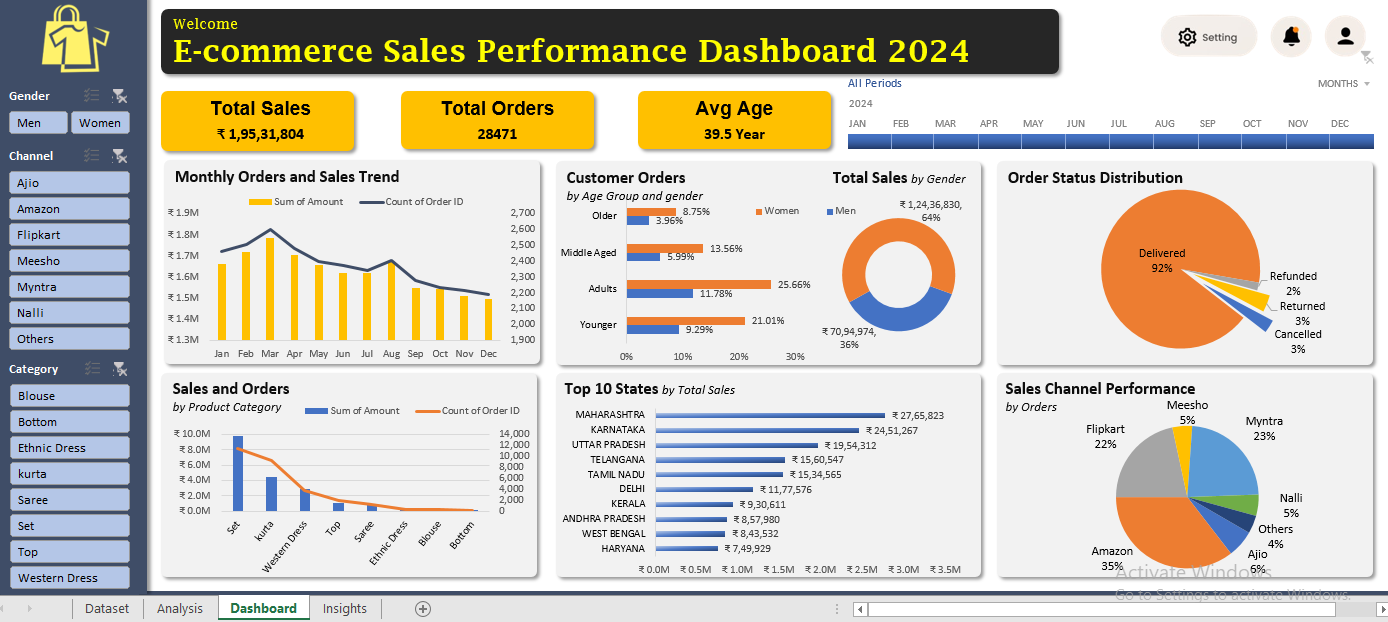 Welcome
E-commerce Sales Performance Dashboard 2024
Setting
Gender
Men
Women
Channel
Ajio
Amazon
Flipkart
Meesho
Myntra
Nalli
Others
Category
Blouse
Bottom
Ethnic Dress
kurta
Saree
Set
Top
Western Dress
Total Sales
₹ 1,95,31,804
Total Orders
28471
Avg Age
39.5 Year
All Periods
MONTHS
2024
JAN FEB MAR APR MAY JUN JUL AUG SEP OCT NOV DEC
Monthly Orders and Sales Trend
Sum of Amount Count of Order ID
₹ 1.9M
₹ 1.8M
₹ 1.7M
₹ 1.6M
₹ 1.5M
₹ 1.4M
₹ 1.3M
2,700
2,600
2,500
2,400
2,300
2,200
2,100
2,000
1,900
Jan Feb Mar Apr May Jun Jul Aug Sep Oct Nov Dec
Customer Orders
by Age Group and gender
Women Men
Older 8.75%
3.96%
Middle Aged 13.56%
5.99%
Adults 25.66%
11.78%
Younger 21.01%
9.29%
0% 10% 20% 30%
Total Sales by Gender
₹ 1,24,36,830,
64%
₹ 70,94,974,
36%
Order Status Distribution
Delivered
92%
Refunded
2%
Returned
3%
Cancelled
3%
Sales and Orders
by Product Category
Sum of Amount Count of Order ID
₹ 10.0M
₹ 8.0M
₹ 6.0M
₹ 4.0M
₹ 2.0M
₹ 0.0M
14,000
12,000
10,000
8,000
6,000
4,000
2,000
0
Set kurta Western Dress Top Saree Ethnic Dress Blouse Bottom
Top 10 States by Total Sales
MAHARASHTRA ₹ 27,65,823
KARNATAKA ₹ 24,51,267
UTTAR PRADESH ₹ 19,54,312
TELANGANA ₹ 15,60,547
TAMIL NADU ₹ 15,34,565
DELHI ₹ 11,77,576
KERALA ₹ 9,30,611
ANDHRA PRADESH ₹ 8,57,980
WEST BENGAL ₹ 8,43,532
HARYANA ₹ 7,49,929
₹ 0.0M ₹ 0.5M ₹ 1.0M ₹ 1.5M ₹ 2.0M ₹ 2.5M ₹ 3.0M ₹ 3.5M
Sales Channel Performance
by Orders
Meesho
5%
Myntra
23%
Flipkart
22%
Nalli
5%
Others
4%
Ajio
6%
Amazon
35%
Activate Windows
Go to Settings to activate Windows.
Dataset Analysis Dashboard Insights